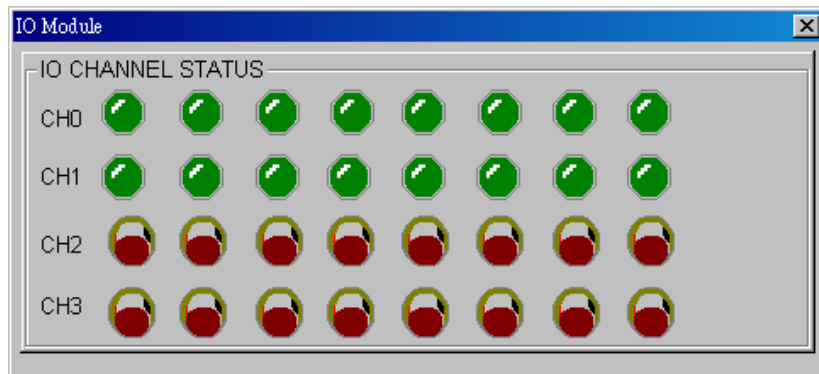 IO Module
IO CHANNEL STATUS
CH0
CH1
CH2
CH3